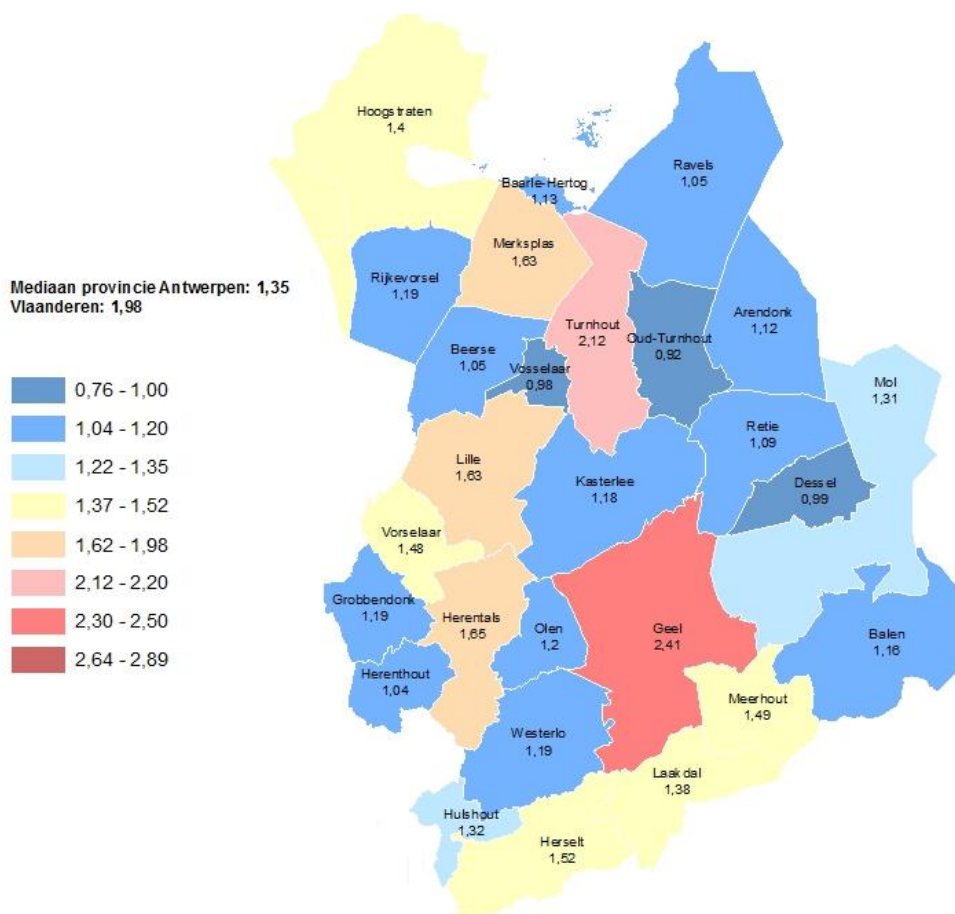 Hoogstraten
1,4
Ravels
1,05
Baarle-Hertog
1,13
Merksplas
1,63
Rijkevorsel
1,19
Mediaan provincie Antwerpen: 1,35
Vlaanderen: 1,98
Turnhout
2,12
Oud-Turnhout
0,92
Arendonk
1,12
Beerse
1,05
Vosselaar
0,98
Mol
1,31
0,76 - 1,00
1,04 - 1,20
1,22 - 1,35
1,37 - 1,52
1,62 - 1,98
2,12 - 2,20
2,30 - 2,50
2,64 - 2,89
Retie
1,09
Lille
1,63
Kasterlee
1,18
Dessel
0,99
Vorselaar
1,48
Grobbendonk
1,19
Herentals
1,65
Olen
1,2
Geel
2,41
Balen
1,16
Herenthout
1,04
Meerhout
1,49
Westerlo
1,19
Laakdal
1,38
Hulshout
1,32
Herselt
1,52